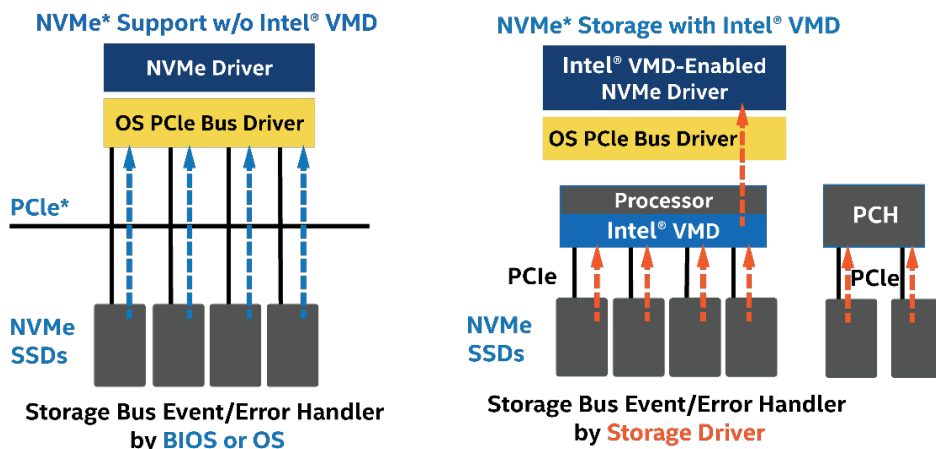 NVMe* Support w/o Intel® VMD
NVMe Driver
OS PCIe Bus Driver
PCIe*
NVMe
SSDs
Storage Bus Event/Error Handler
by BIOS or OS
NVMe* Storage with Intel® VMD
Intel® VMD-Enabled
NVMe Driver
OS PCIe Bus Driver
Processor
Intel® VMD
PCIe
NVMe
SSDs
PCH
PCIe
Storage Bus Event/Error Handler
by Storage Driver